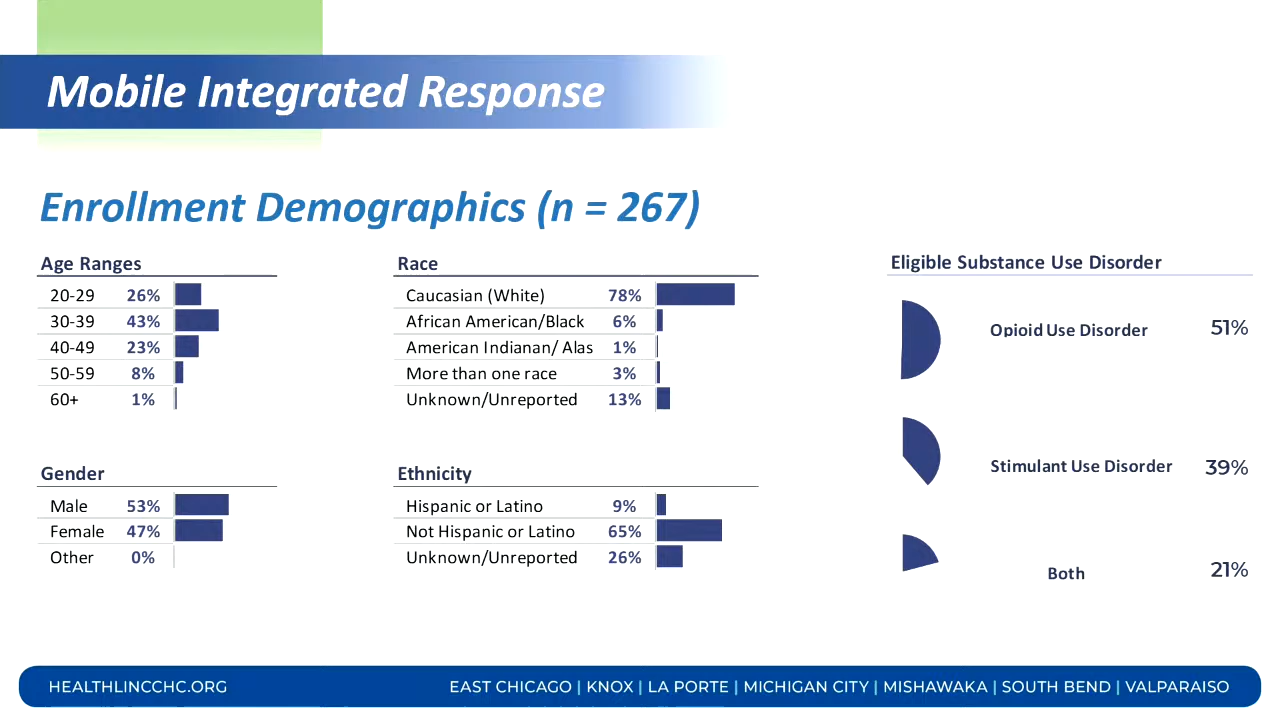 Mobile Integrated Response
Enrollment Demographics (n = 267)
Age Ranges
20-29 26%
30-39 43%
40-49 23%
50-59 8%
60+ 1%
Race
Caucasian (White) 78%
African American/Black 6%
American Indianan/ Alas 1%
More than one race 3%
Unknown/Unreported 13%
Gender
Male 53%
Female 47%
Other 0%
Ethnicity
Hispanic or Latino 9%
Not Hispanic or Latino 65%
Unknown/Unreported 26%
Eligible Substance Use Disorder
Opioid Use Disorder 51%
Stimulant Use Disorder 39%
Both 21%
HEALTHLINCCHC.ORG
EAST CHICAGO | KNOX | LA PORTE | MICHIGAN CITY | MISHAWAKA | SOUTH BEND | VALPARAISO